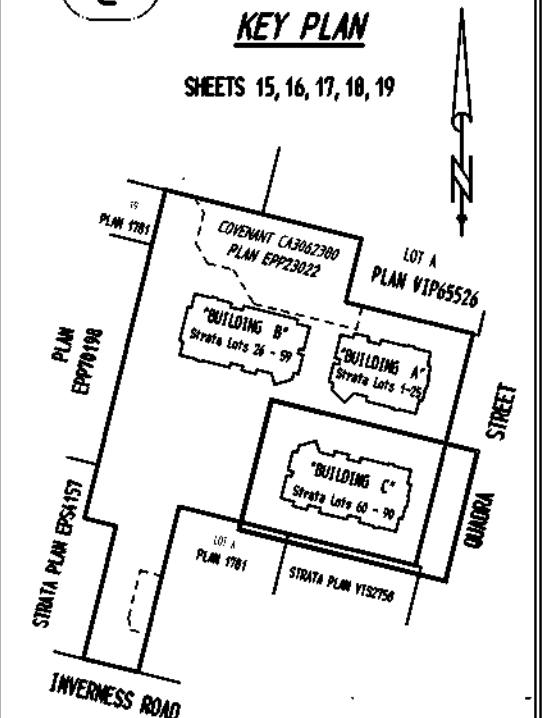 KEY PLAN
SHEETS 15, 16, 17, 18, 19
N
PLAN 1781
COVENANT CA3062380
PLAN EPP23022
LOT A
PLAN VIP65526
PLAN
EPP70198
"BUILDING B"
Strata Lots 26 - 59
"BUILDING A"
Strata Lots 1-25
STREET
QUADRA
"BUILDING C"
Strata Lots 60 - 90
STRATA PLAN EPS4157
LOT A
PLAN 1781
STRATA PLAN VIS2756
INVERNESS ROAD